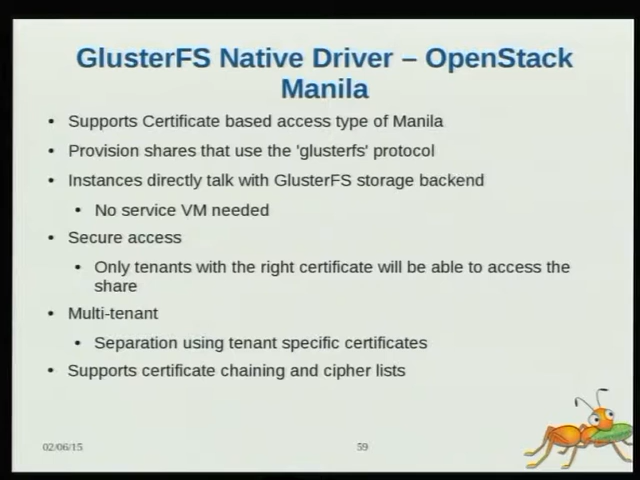 GlusterFS Native Driver – OpenStack
Manila
• Supports Certificate based access type of Manila
• Provision shares that use the 'glusterfs' protocol
• Instances directly talk with GlusterFS storage backend
• No service VM needed
• Secure access
• Only tenants with the right certificate will be able to access the
share
• Multi-tenant
• Separation using tenant specific certificates
• Supports certificate chaining and cipher lists
02/06/15
59